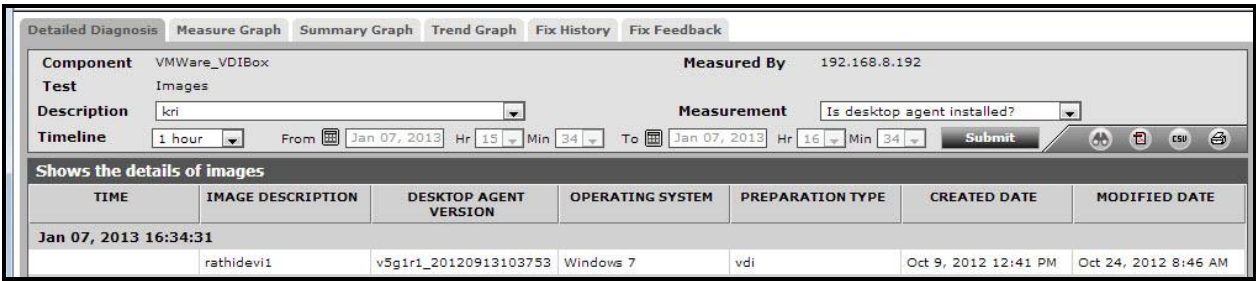 Detailed Diagnosis Measure Graph Summary Graph Trend Graph Fix History Fix Feedback
Component VMWare_VDIBox Measured By 192.168.8.192
Test Images
Description kri Measurement Is desktop agent installed?
Timeline 1 hour From Jan 07, 2013 Hr 15 Min 34 To Jan 07, 2013 Hr 16 Min 34 Submit CSV
Shows the details of images
TIME IMAGE DESCRIPTION DESKTOP AGENT VERSION OPERATING SYSTEM PREPARATION TYPE CREATED DATE MODIFIED DATE
Jan 07, 2013 16:34:31
rathidevi1 v5g1r1_20120913103753 Windows 7 vdi Oct 9, 2012 12:41 PM Oct 24, 2012 8:46 AM